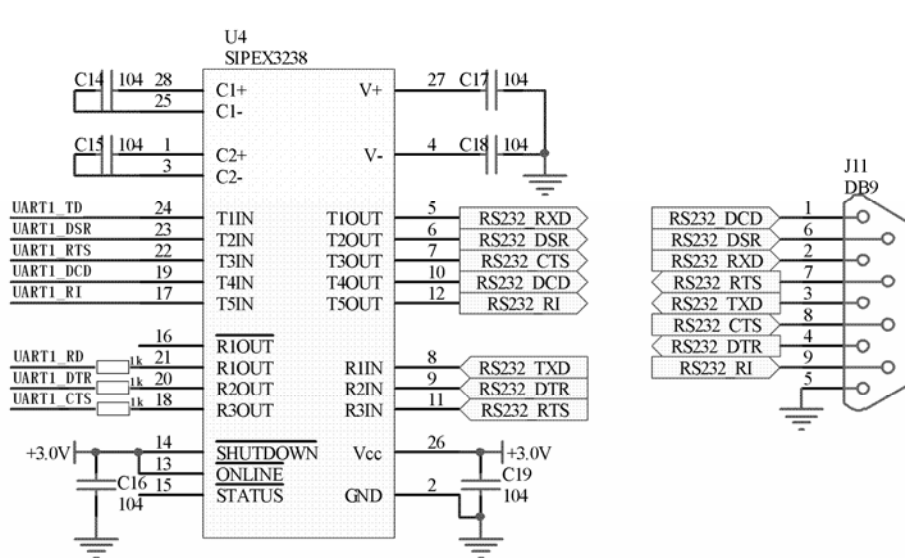 U4
SIPEX3238
C14 104 28 C1+ V+ 27 C17 104
25 C1-
C15 104 1 C2+ V- 4 C18 104
3 C2-
J11
DB9
UART1_TD 24 T1IN T1OUT 5 RS232_RXD RS232_DCD 1
UART1_DSR 23 T2IN T2OUT 6 RS232_DSR RS232_DSR 6
UART1_RTS 22 T3IN T3OUT 7 RS232_CTS RS232_RXD 2
UART1_DCD 19 T4IN T4OUT 10 RS232_DCD RS232_RTS 7
UART1_RI 17 T5IN T5OUT 12 RS232_RI RS232_TXD 3
RS232_CTS 8
16 R1OUT RS232_DTR 4
UART1_RD 1k 21 R1OUT R1IN 8 RS232_TXD RS232_RI 9
UART1_DTR 20 R2OUT R2IN 9 RS232_DTR 5
UART1_CTS 1k 18 R3OUT R3IN 11 RS232_RTS
+3.0V 14 SHUTDOWN Vcc 26 +3.0V
13 ONLINE C19
C16 15 STATUS GND 2 104
104